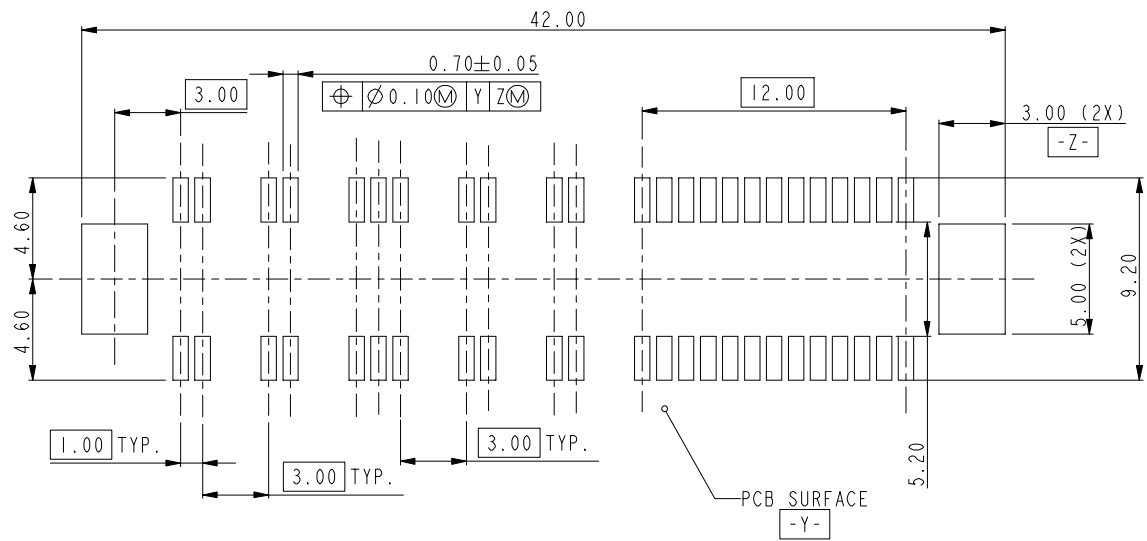 42.00
0.70±0.05
3.00
⌖ Ø0.10Ⓜ Y ZⓂ
12.00
3.00 (2X)
-Z-
4.60
4.60
5.00 (2X)
9.20
5.20
1.00 TYP.
3.00 TYP.
3.00 TYP.
PCB SURFACE
-Y-